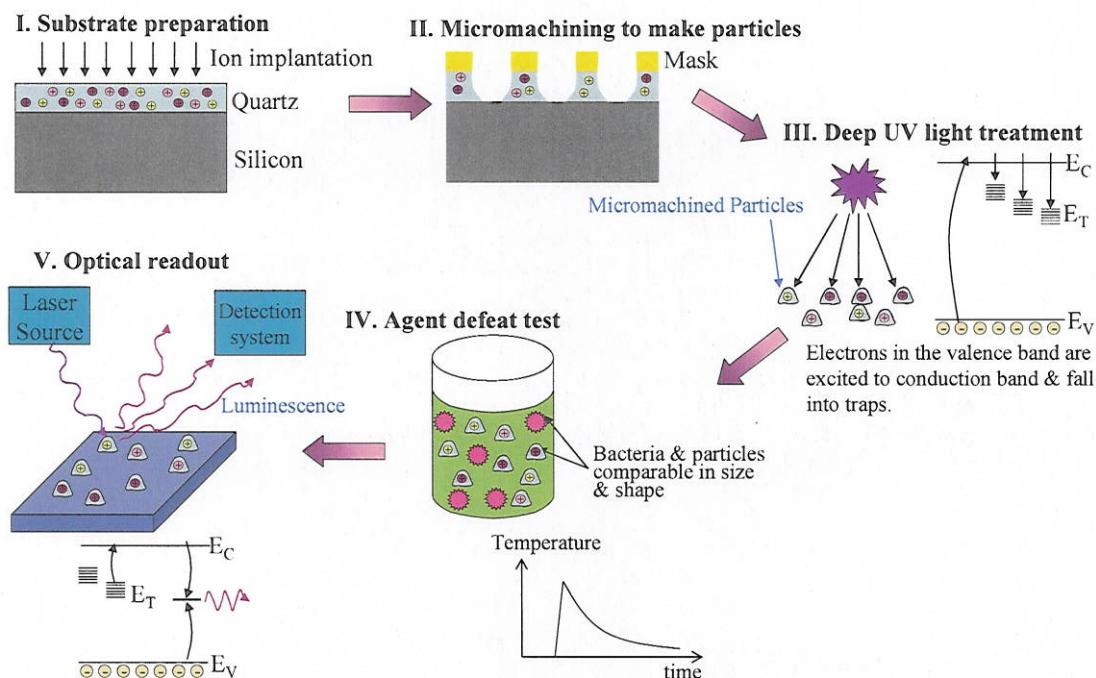 I. Substrate preparation
Ion implantation
Quartz
Silicon
II. Micromachining to make particles
Mask
III. Deep UV light treatment
Micromachined Particles
E_C
E_T
E_V
Electrons in the valence band are
excited to conduction band & fall
into traps.
IV. Agent defeat test
Bacteria & particles
comparable in size
& shape
Temperature
time
V. Optical readout
Laser
Source
Detection
system
Luminescence
E_C
E_T
E_V